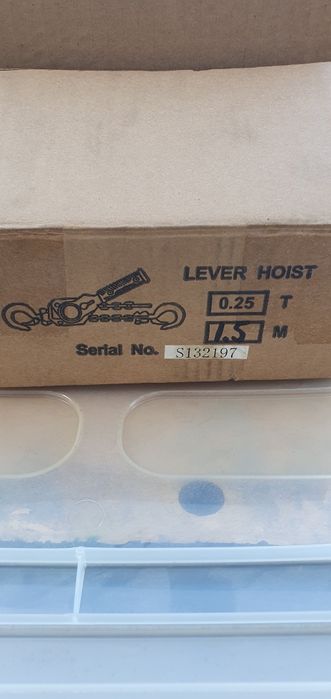 LEVER HOIST
0.25 T
1.5 M
Serial No. S132197